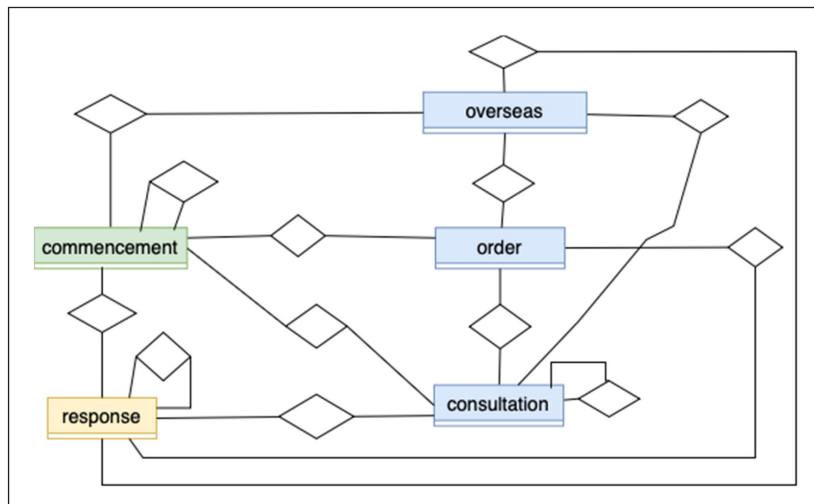 overseas
commencement
order
response
consultation